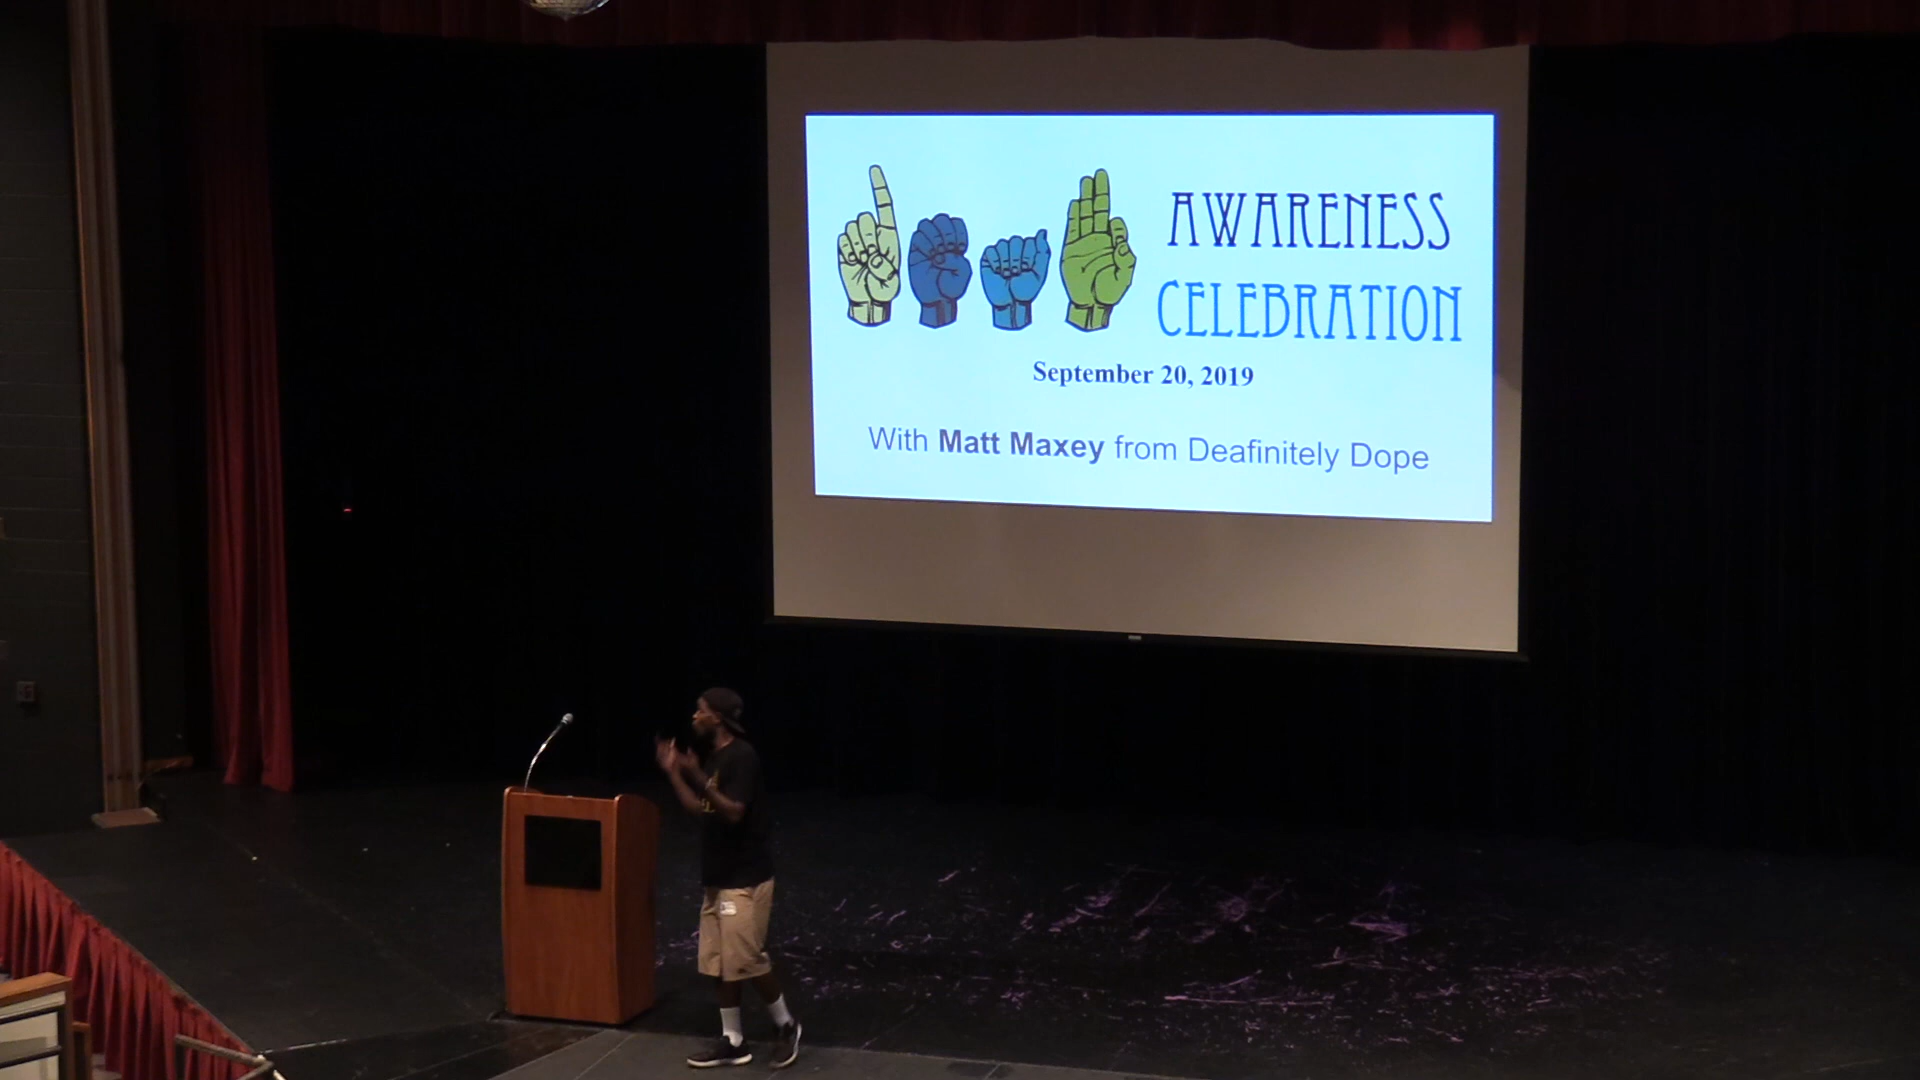 AWARENESS
CELEBRATION
September 20, 2019
With Matt Maxey from Deafinitely Dope